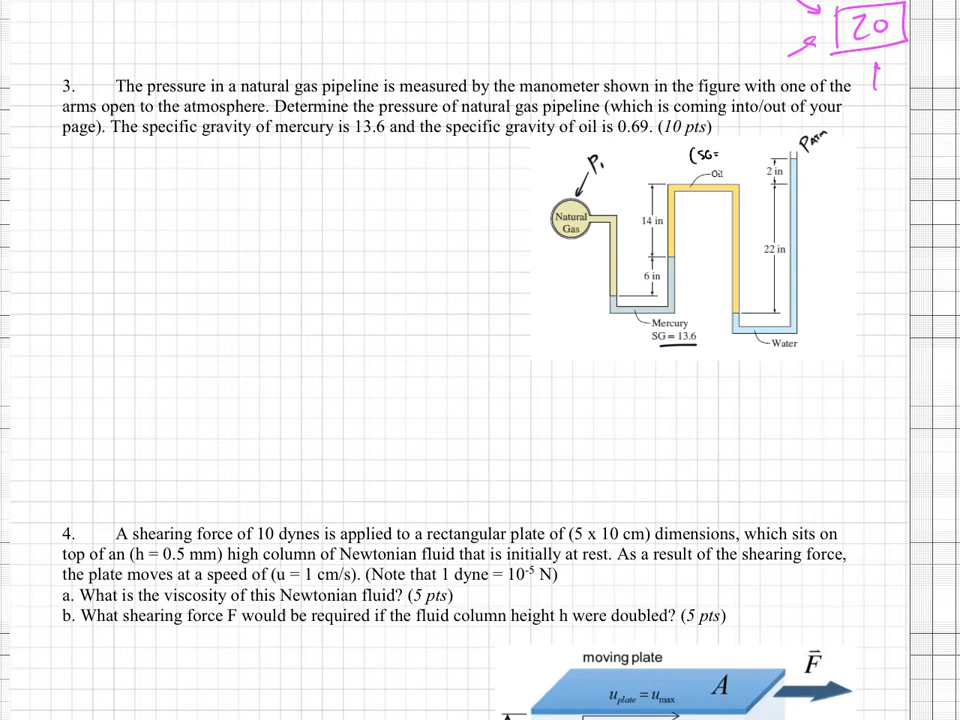 20
3. The pressure in a natural gas pipeline is measured by the manometer shown in the figure with one of the
arms open to the atmosphere. Determine the pressure of natural gas pipeline (which is coming into/out of your
page). The specific gravity of mercury is 13.6 and the specific gravity of oil is 0.69. (10 pts)
PATM
P₁
(SG=
Oil
2 in
Natural
Gas
14 in
22 in
6 in
Mercury
SG = 13.6
Water
4. A shearing force of 10 dynes is applied to a rectangular plate of (5 x 10 cm) dimensions, which sits on
top of an (h = 0.5 mm) high column of Newtonian fluid that is initially at rest. As a result of the shearing force,
the plate moves at a speed of (u = 1 cm/s). (Note that 1 dyne = 10⁻⁵ N)
a. What is the viscosity of this Newtonian fluid? (5 pts)
b. What shearing force F would be required if the fluid column height h were doubled? (5 pts)
moving plate
F⃗
A
u plate = u max